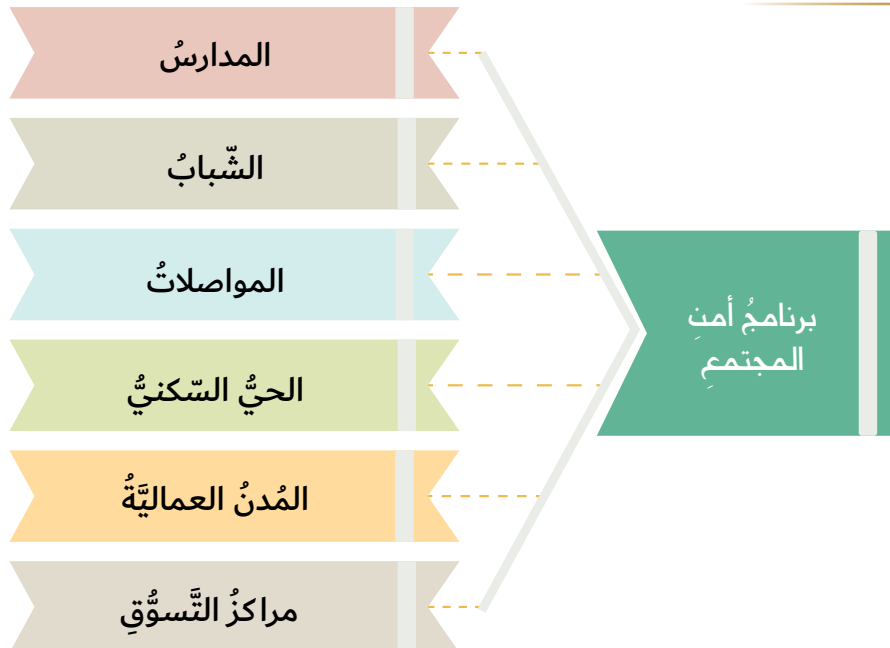 برنامجُ أمنِ
المجتمعِ
المدارسُ
الشّبابُ
المواصلاتُ
الحيُّ السّكنيُّ
المُدنُ العماليَّةُ
مراكزُ التَّسوُّقِ